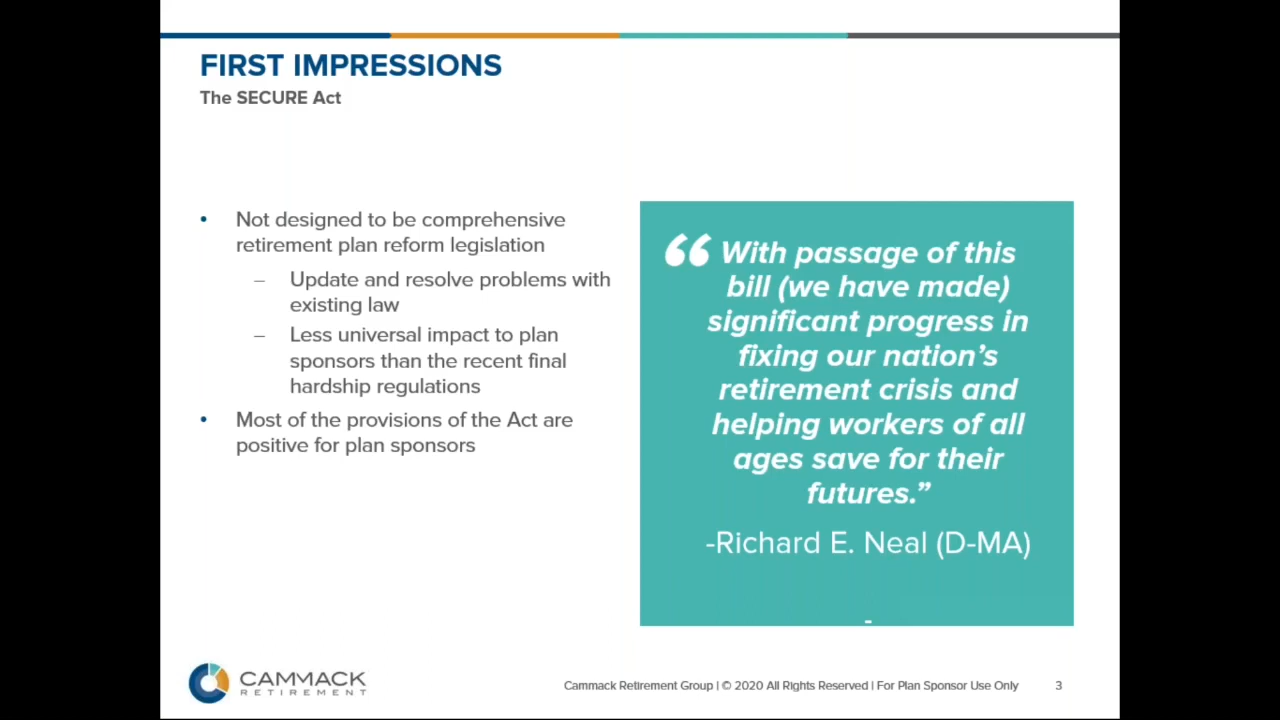 FIRST IMPRESSIONS
The SECURE Act
• Not designed to be comprehensive
retirement plan reform legislation
– Update and resolve problems with
existing law
– Less universal impact to plan
sponsors than the recent final
hardship regulations
• Most of the provisions of the Act are
positive for plan sponsors
“ With passage of this
bill (we have made)
significant progress in
fixing our nation’s
retirement crisis and
helping workers of all
ages save for their
futures.”
-Richard E. Neal (D-MA)
-
CAMMACK
RETIREMENT
Cammack Retirement Group | © 2020 All Rights Reserved | For Plan Sponsor Use Only 3